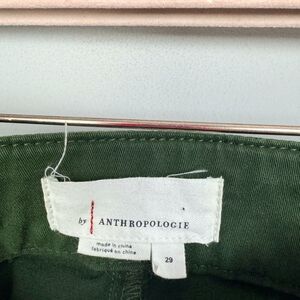 by ANTHROPOLOGIE
made in china
fabriqué en chine
29